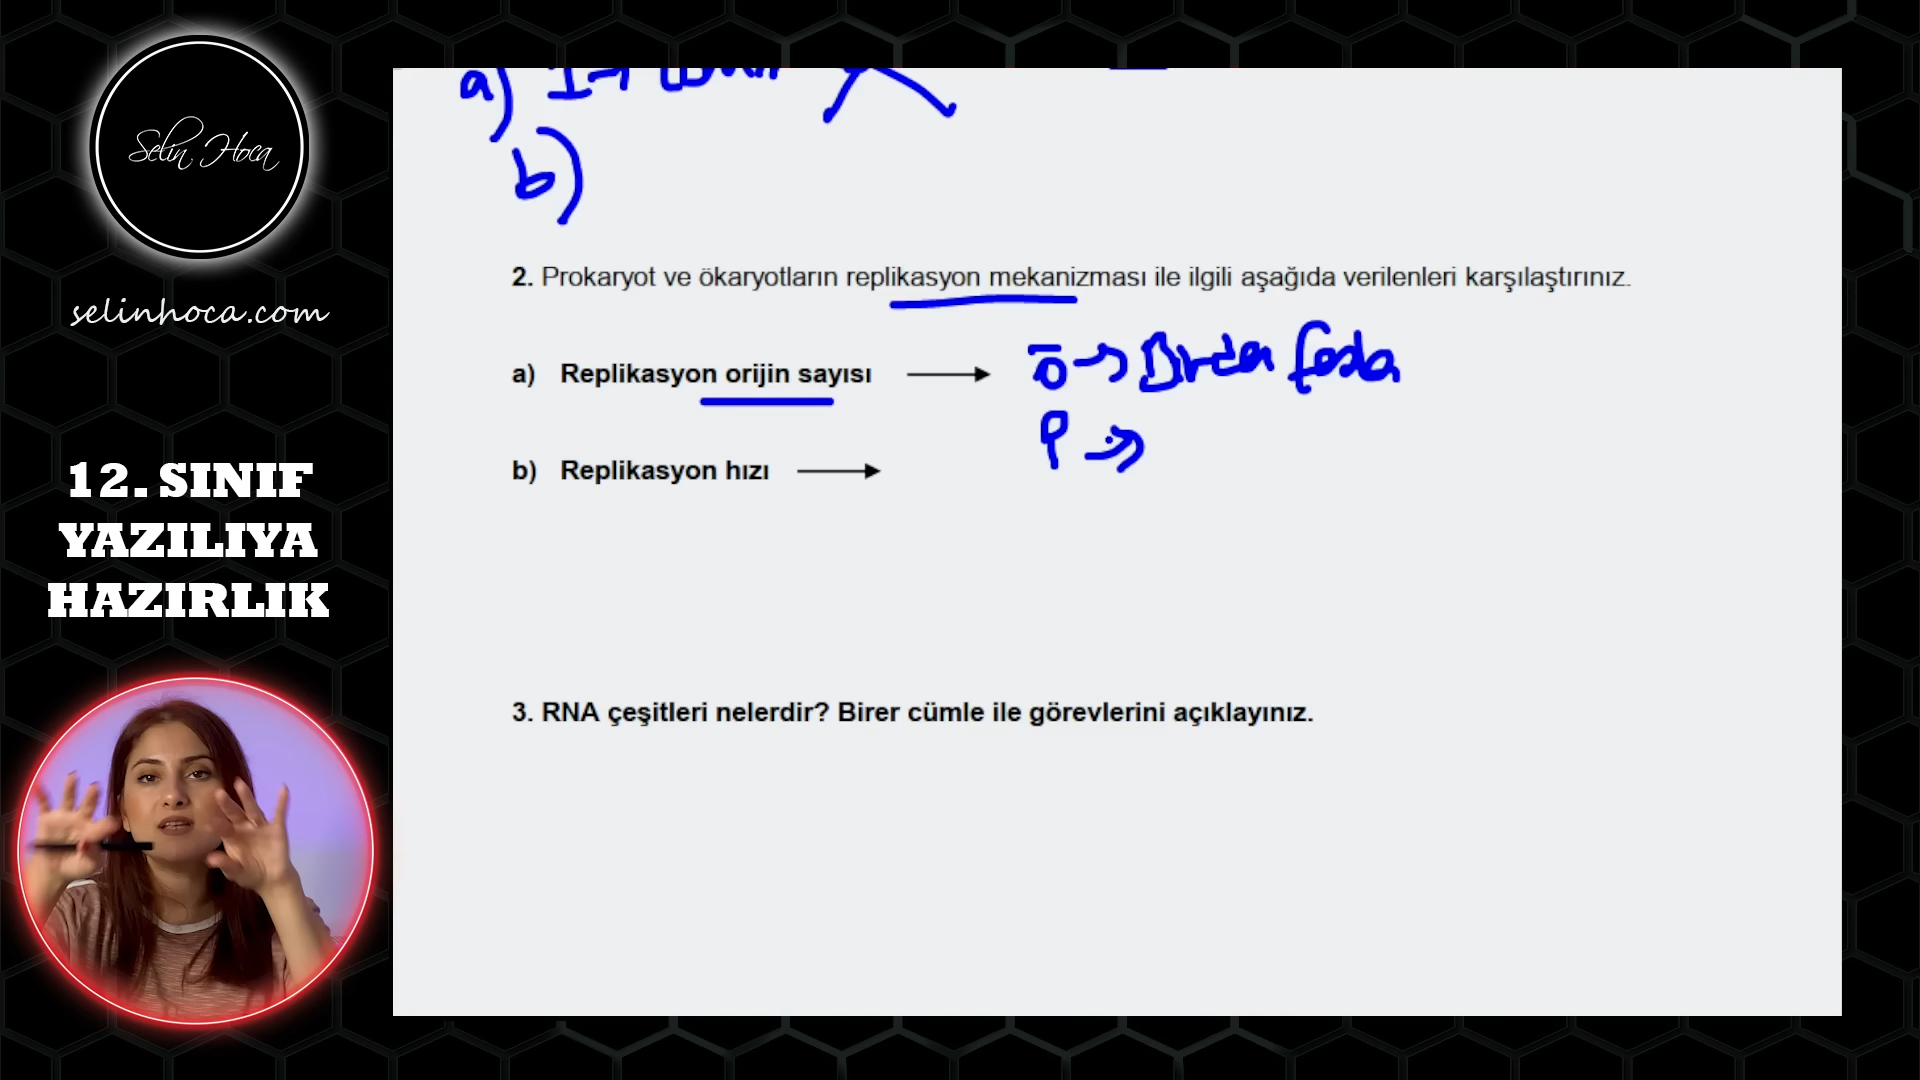 Selin Hoca
selinhoca.com
12. SINIF
YAZILIYA
HAZIRLIK
a) I →
b)
2. Prokaryot ve ökaryotların replikasyon mekanizması ile ilgili aşağıda verilenleri karşılaştırınız.
a) Replikasyon orijin sayısı → Ö → Birden fazla
P →
b) Replikasyon hızı →
3. RNA çeşitleri nelerdir? Birer cümle ile görevlerini açıklayınız.